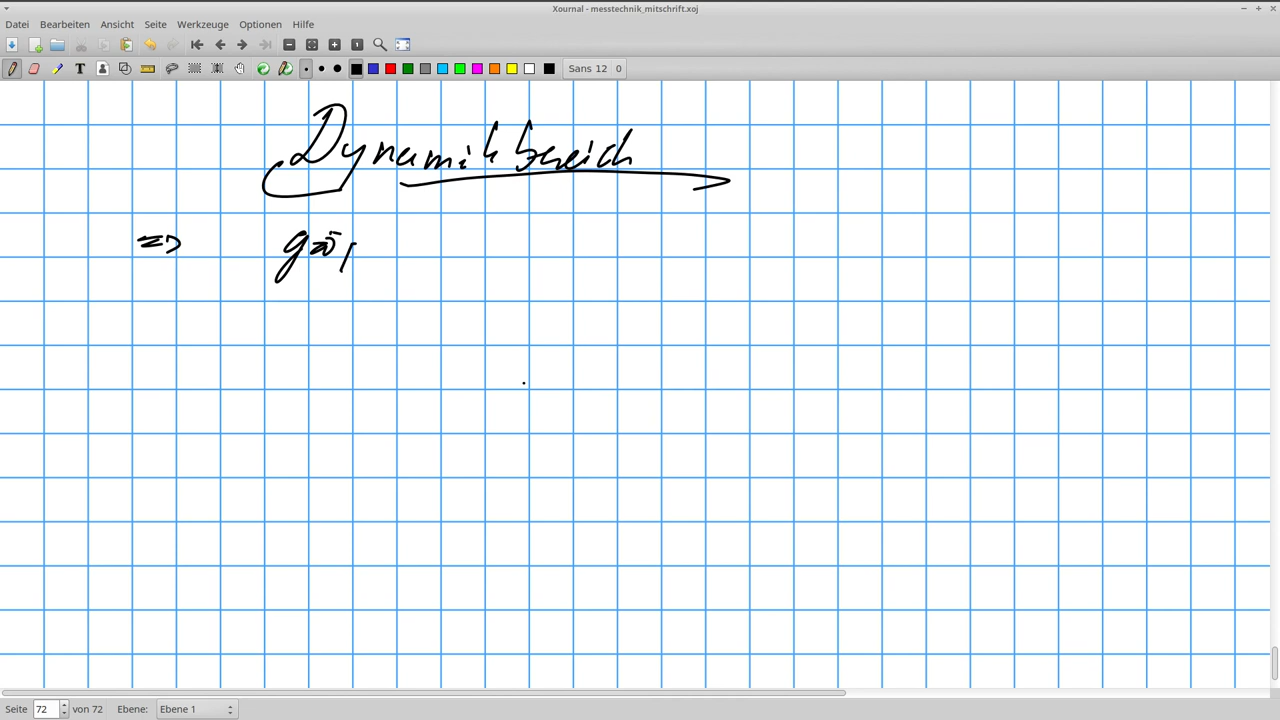 Xournal - messtechnik_mitschrift.xoj
Datei Bearbeiten Ansicht Seite Werkzeuge Optionen Hilfe
Sans 12 0
Dynamikbereich
=>
Seite 72 von 72 Ebene: Ebene 1